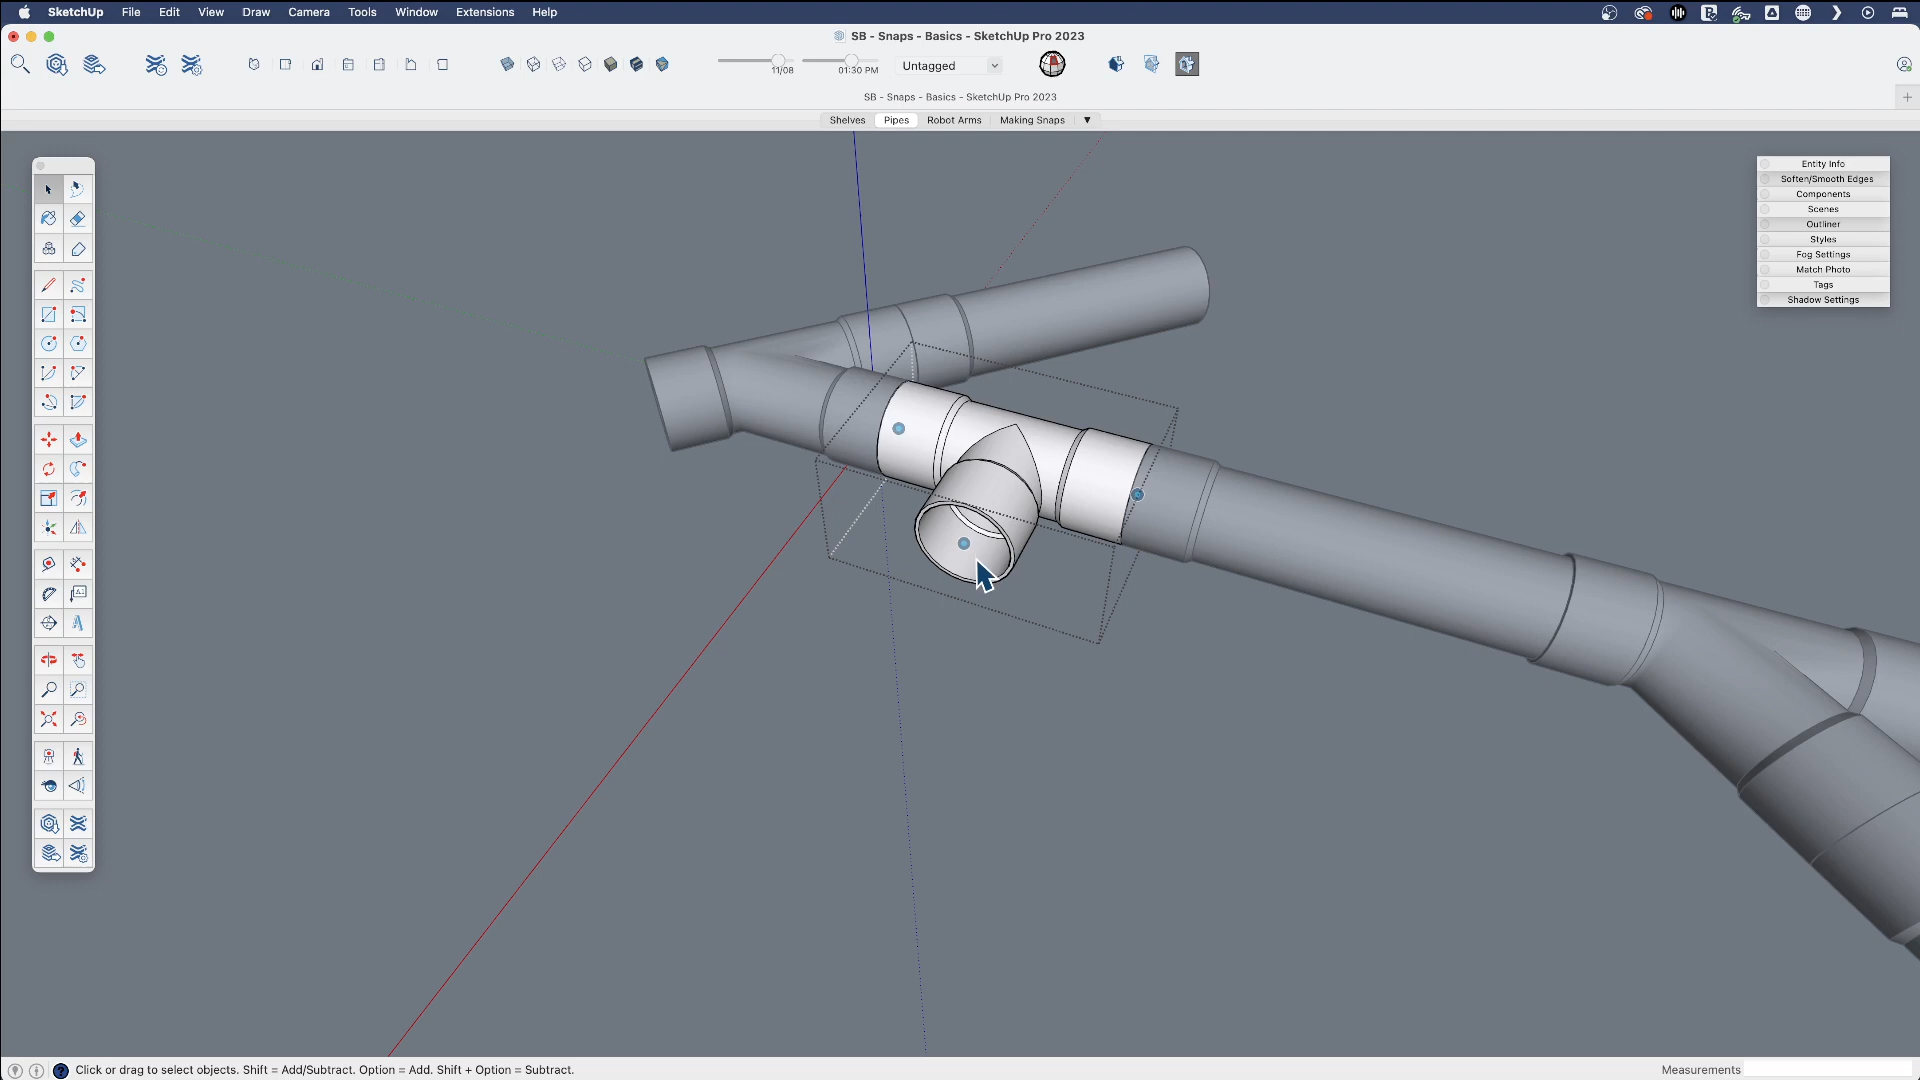 SketchUp File Edit View Draw Camera Tools Window Extensions Help
SB - Snaps - Basics - SketchUp Pro 2023
11/08 01:30 PM Untagged
SB - Snaps - Basics - SketchUp Pro 2023
Shelves Pipes Robot Arms Making Snaps
Entity Info
Soften/Smooth Edges
Components
Scenes
Outliner
Styles
Fog Settings
Match Photo
Tags
Shadow Settings
Click or drag to select objects. Shift = Add/Subtract. Option = Add. Shift + Option = Subtract. Measurements